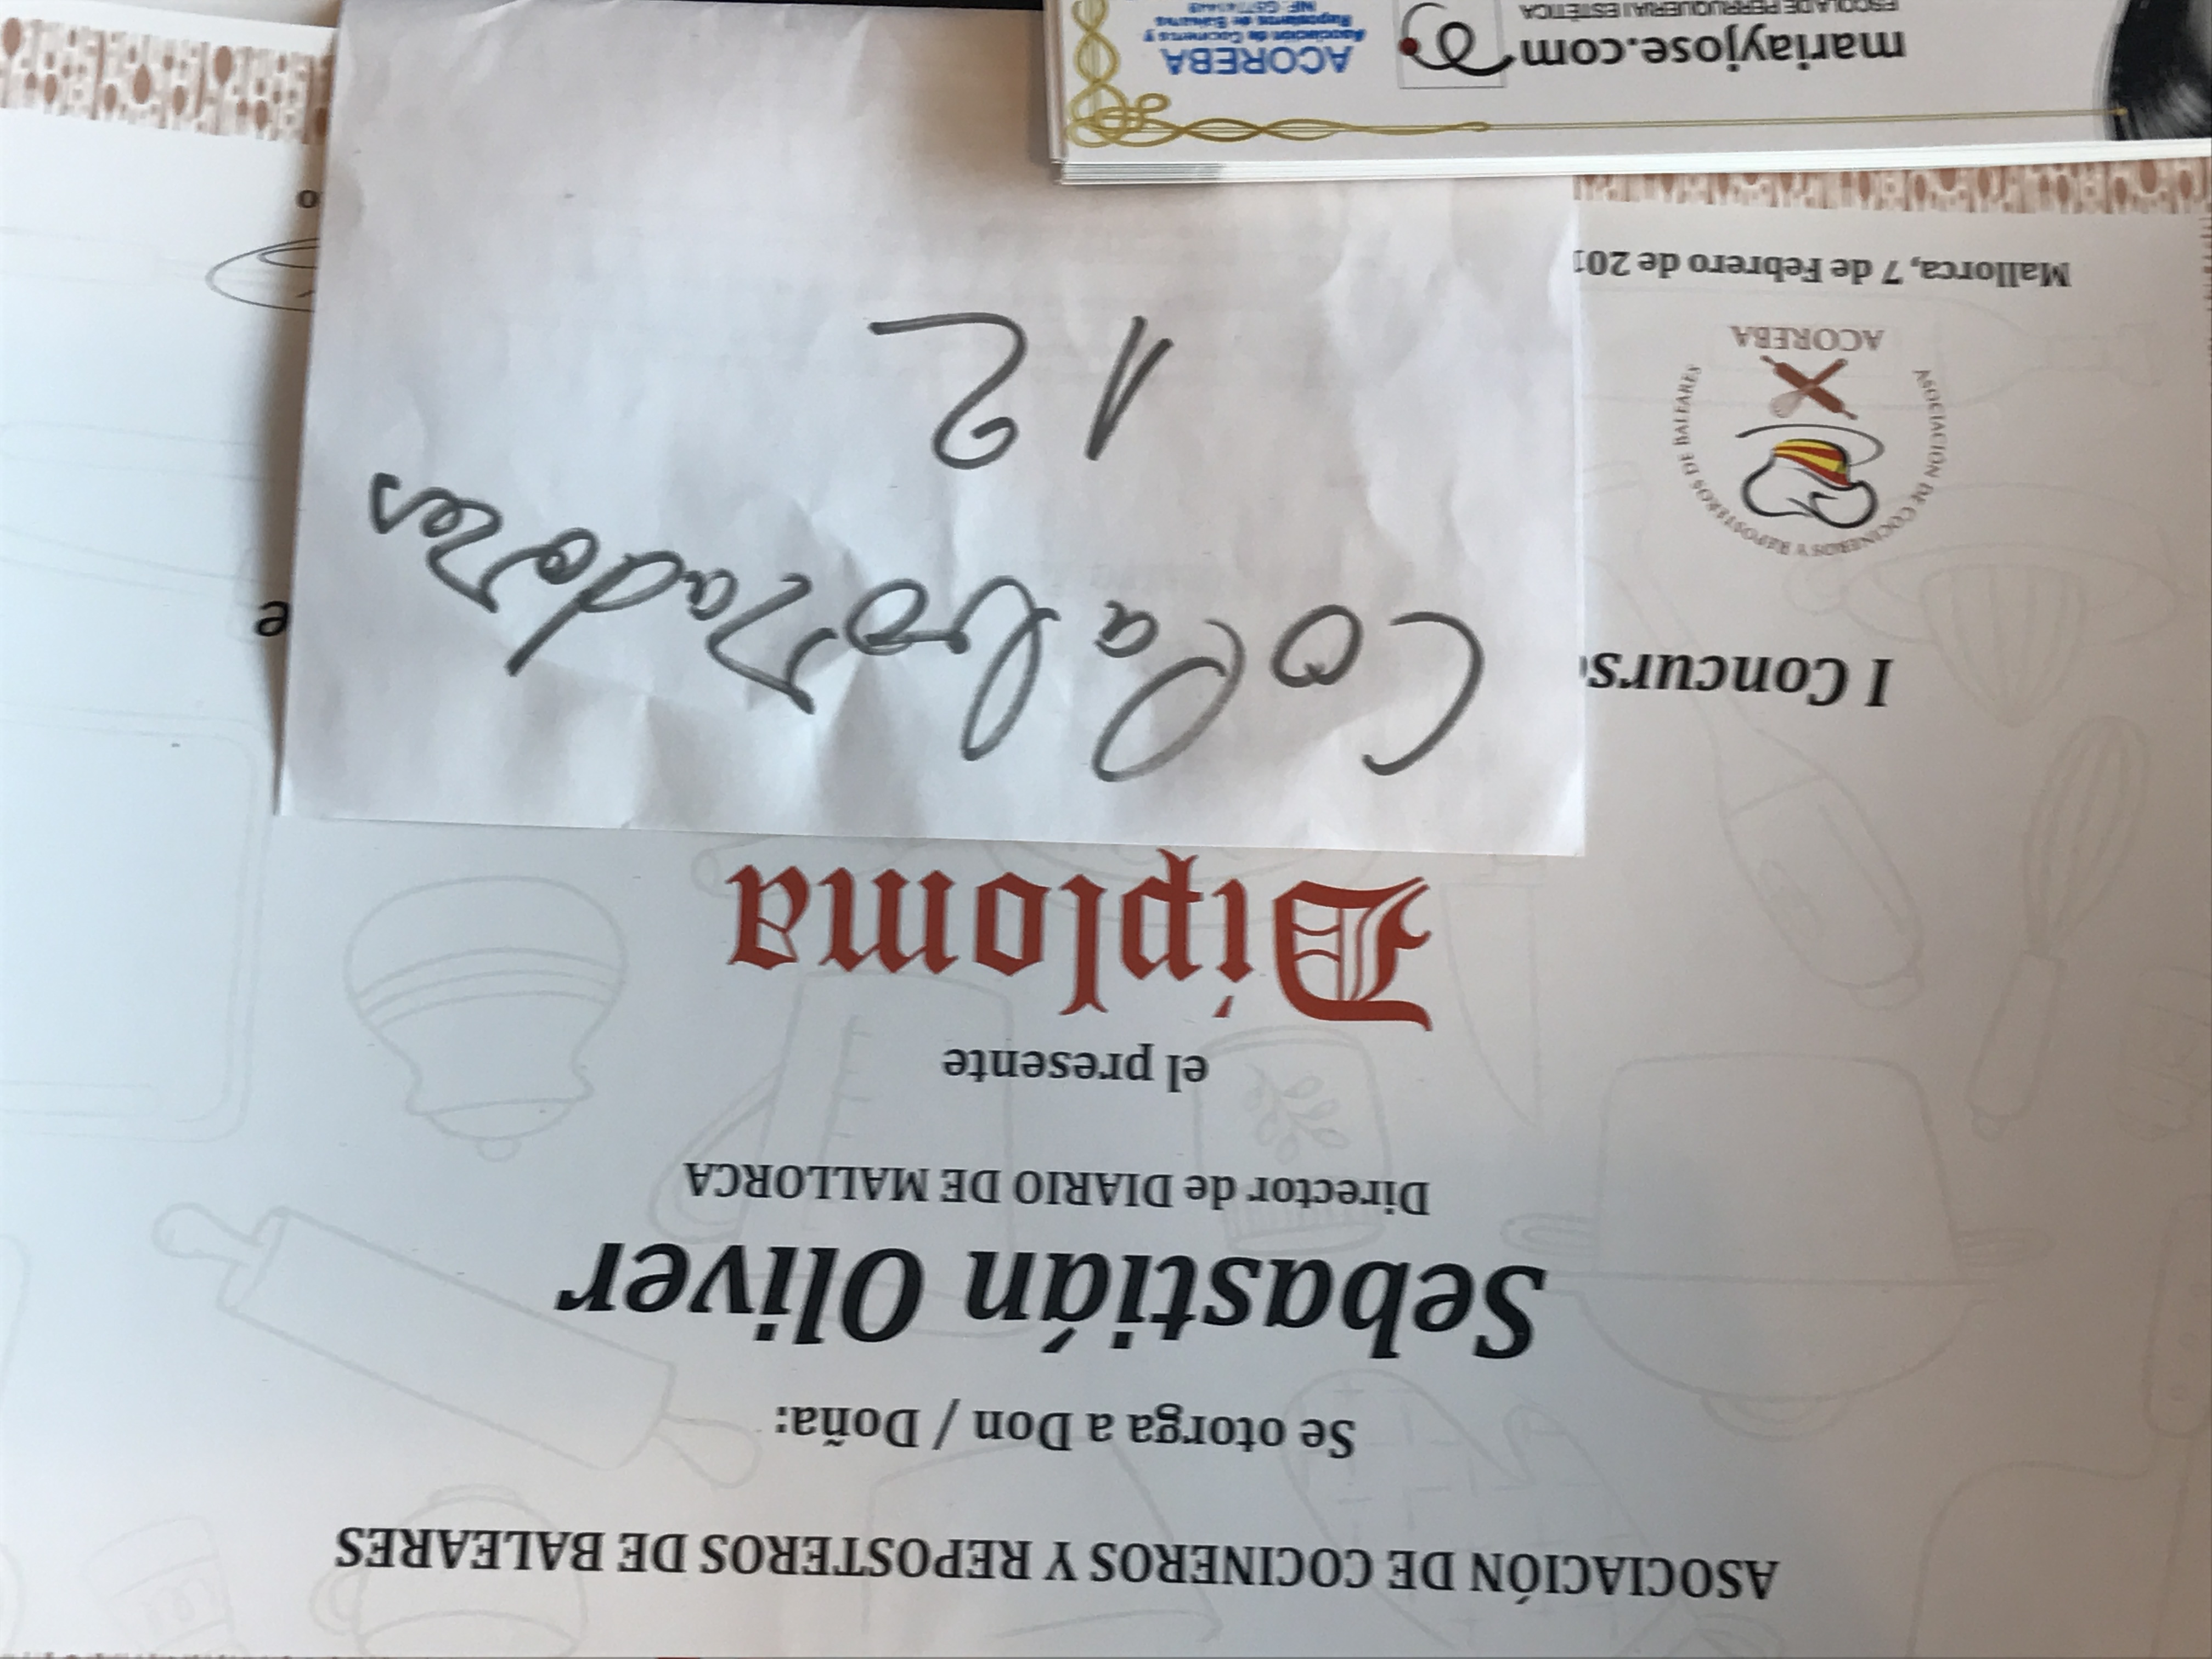 ASOCIACIÓN DE COCINEROS Y REPOSTEROS DE BALEARES
Se otorga a Don / Doña:
Sebastián Oliver
Director de DIARIO DE MALLORCA
el presente
Diploma
Colaboradores
12
I Concurs
e
ASOCIACIÓN DE COCINEROS Y REPOSTEROS DE BALEARES
ACOREBA
Mallorca, 7 de Febrero de 201
o
mariayjose.com
ESCOLA DE PERRUQUERIA I ESTÈTICA
ACOREBA
Asociación de Cocineros y
Reposteros de Baleares